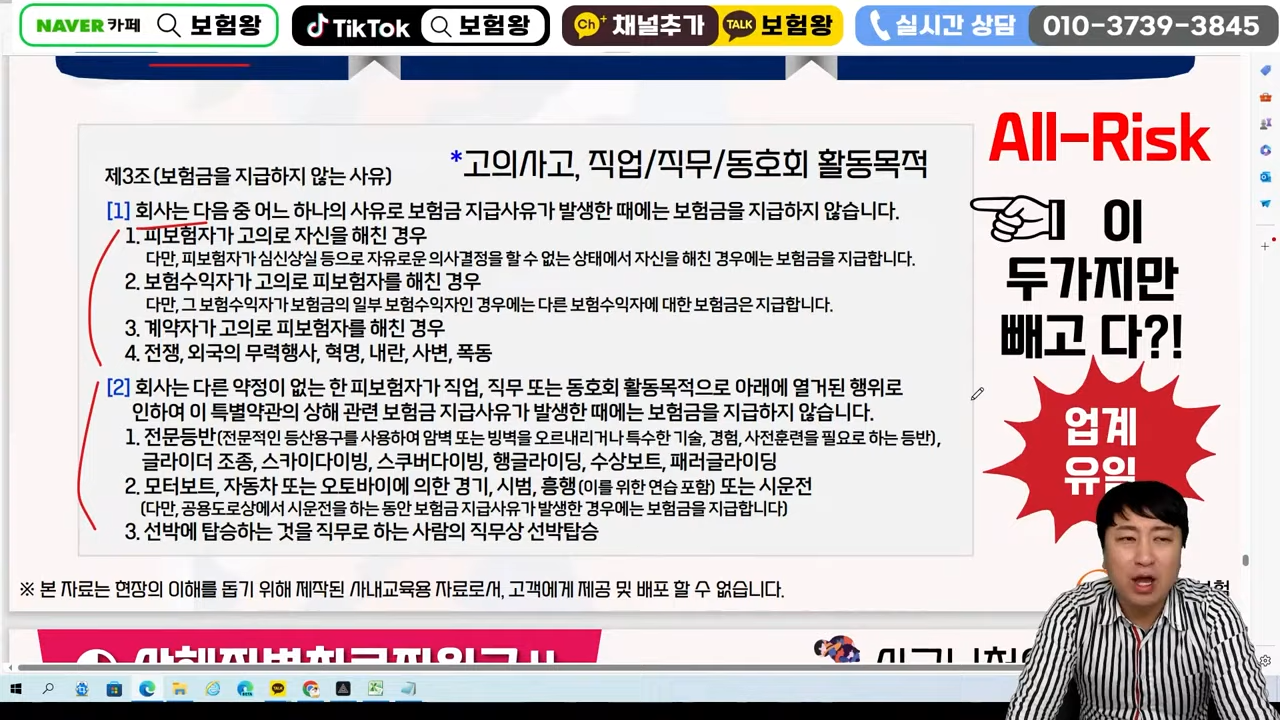 NAVER 카페 보험왕 TikTok 보험왕 Ch+ 채널추가 TALK 보험왕 실시간 상담 010-3739-3845
All-Risk
*고의사고, 직업/직무/동호회 활동목적
제3조(보험금을 지급하지 않는 사유)
[1] 회사는 다음 중 어느 하나의 사유로 보험금 지급사유가 발생한 때에는 보험금을 지급하지 않습니다.
1. 피보험자가 고의로 자신을 해친 경우
다만, 피보험자가 심신상실 등으로 자유로운 의사결정을 할 수 없는 상태에서 자신을 해친 경우에는 보험금을 지급합니다.
2. 보험수익자가 고의로 피보험자를 해친 경우
다만, 그 보험수익자가 보험금의 일부 보험수익자인 경우에는 다른 보험수익자에 대한 보험금은 지급합니다.
3. 계약자가 고의로 피보험자를 해친 경우
4. 전쟁, 외국의 무력행사, 혁명, 내란, 사변, 폭동
[2] 회사는 다른 약정이 없는 한 피보험자가 직업, 직무 또는 동호회 활동목적으로 아래에 열거된 행위로
인하여 이 특별약관의 상해 관련 보험금 지급사유가 발생한 때에는 보험금을 지급하지 않습니다.
1. 전문등반(전문적인 등산용구를 사용하여 암벽 또는 빙벽을 오르내리거나 특수한 기술, 경험, 사전훈련을 필요로 하는 등반),
글라이더 조종, 스카이다이빙, 스쿠버다이빙, 행글라이딩, 수상보트, 패러글라이딩
2. 모터보트, 자동차 또는 오토바이에 의한 경기, 시범, 흥행(이를 위한 연습 포함) 또는 시운전
(다만, 공용도로상에서 시운전을 하는 동안 보험금 지급사유가 발생한 경우에는 보험금을 지급합니다)
3. 선박에 탑승하는 것을 직무로 하는 사람의 직무상 선박탑승
이
두가지만
빼고 다?!
업계
유일
※ 본 자료는 현장의 이해를 돕기 위해 제작된 사내교육용 자료로서, 고객에게 제공 및 배포 할 수 없습니다.